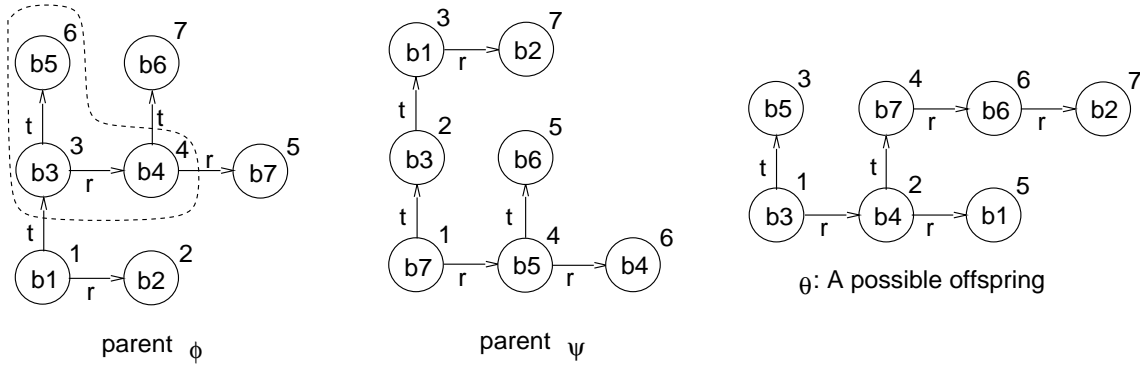 6 7
b5 b6
t t
3 4 5
b3 r b4 r b7
t
1 2
b1 r b2
parent ϕ
3 7
b1 r b2
t
2 5
b3 b6
t t
1 4 6
b7 r b5 r b4
parent ψ
3 4 6 7
b5 b7 r b6 r b2
t t
1 2 5
b3 r b4 r b1
θ: A possible offspring